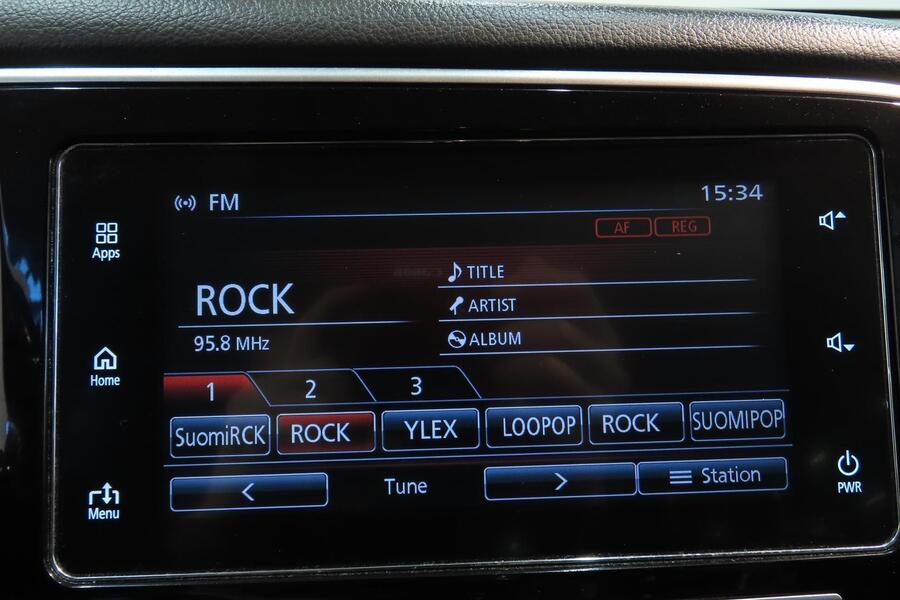 FM
15:34
AF REG
Apps
TITLE
ROCK
ARTIST
95.8 MHz
ALBUM
Home
1 2 3
SuomiRCK ROCK YLEX LOOPOP ROCK SUOMIPOP
< Tune > Station
Menu
PWR